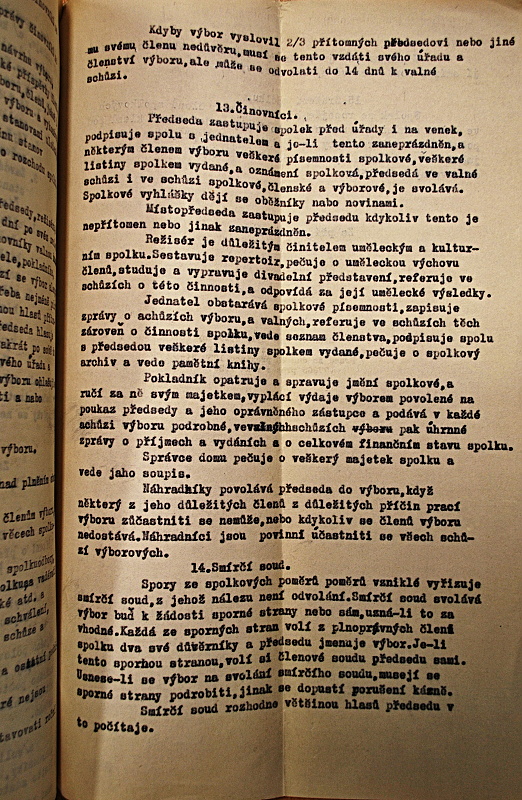 Kdyby výbor vyslovil 2/3 přítomných předsedovi nebo jiné
mu svému členu nedůvěru, musí se tento vzdáti svého úřadu a
členství výboru, ale může se odvolati do 14 dnů k valné
schůzi.
13. Činovníci.
Předseda zastupuje spolek před úřady i na venek,
podpisuje spolu s jednatelem a je-li tento zaneprázdněn, a
některým členem výboru veškeré písemnosti spolkové, veškeré
listiny spolkem vydané, a oznámení spolková, předsedá ve valné
schůzi i ve schůzi spolkové, členské a výborové, je svolává.
Spolkové vyhlášky dějí se oběžníky nabo novinami.
Místopředseda zastupuje předsedu kdykoliv tento je
nepřítomen nebo jinak zaneprázdněn.
Režisér je důležitým činitelem uměleckým a kultur-
ním spolku. Sestavuje repertoir, pečuje o uměleckou výchovu
členů, studuje a vypravuje divadelní představení, referuje ve
schůzích o této činnosti, a odpovídá za její umělecké výsledky.
Jednatel obstarává spolkové písemnosti, zapisuje
zprávy o achůzích výboru, a valných, referuje ve schůzích těch
zároveň o činnosti spolku, vede seznam členstva, podpisuje spolu
s předsedou veškeré listiny spolkem vydané, pečuje o spolkový
archiv a vede pamětní knihy.
Pokladník opatruje a spravuje jmění spolkové, a
ručí za ně svým majetkem, vyplácí výdaje výborem povolené na
poukaz předsedy a jeho oprávněného zástupce a podává v každé
schůzi výboru podrobné, schůzích výboru pak úhrnné
zprávy o příjmech a vydáních a o celkovém finančním stavu spolku.
Správce domu pečuje o veškerý majetek spolku a
vede jaho soupis.
Náhradníky povolává předseda do výboru, když
některý z jeho důležitých členů z důležitých příčin prací
výboru zúčastniti se nemůže, nebo kdykoliv se členů výboru
nedostává. Náhradníci jsou povinni účastniti se všech schů-
zí výborových.
14. Smírčí soud.
Spory ze spolkových poměrů poměrů vzniklé vyřizuje
smírčí soud, z jehož nálezu není odvolání. Smírčí soud svolává
výbor buď k žádosti sporné strany nebo sám, uzná-li to za
vhodné. Každá ze sporných stran volí z plnoprávných členů
spolku dva své důvěrníky a předsedu jmenuje výbor. Je-li
tento spornou stranou, volí si členové soudu předsedu sami.
Usnese-li se výbor na svolání smírčího soudu, musejí se
sporné strany podrobiti, jinak se dopustí porušení kázně.
Smírčí soud rozhodne většinou hlasů předsedu v
to počítaje.